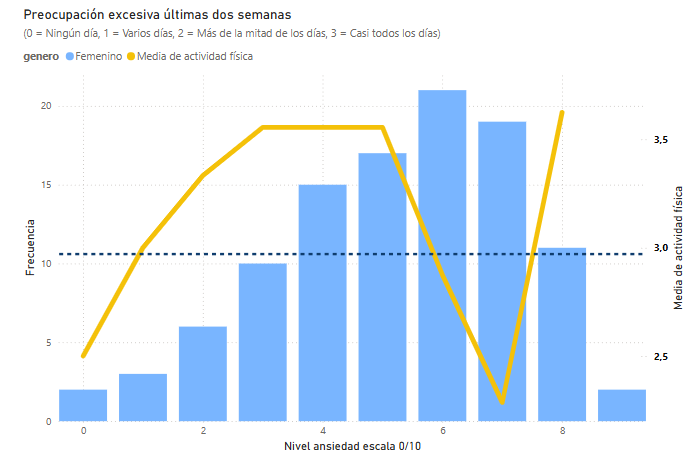 Preocupación excesiva últimas dos semanas
(0 = Ningún día, 1 = Varios días, 2 = Más de la mitad de los días, 3 = Casi todos los días)
genero Femenino Media de actividad física
20
15
10
5
0
Frecuencia
3,5
3,0
2,5
Media de actividad física
0 2 4 6 8
Nivel ansiedad escala 0/10